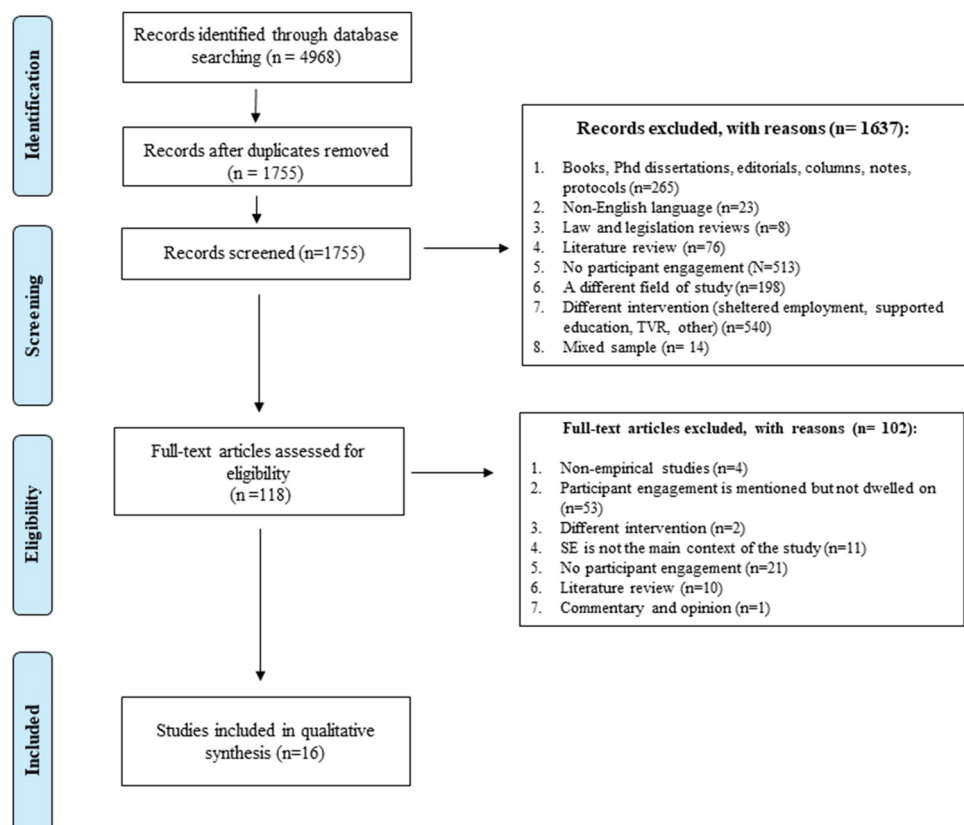 Identification
Records identified through database
searching (n = 4968)
Records after duplicates removed
(n = 1755)
Screening
Records screened (n=1755)
Records excluded, with reasons (n= 1637):
1. Books, Phd dissertations, editorials, columns, notes,
protocols (n=265)
2. Non-English language (n=23)
3. Law and legislation reviews (n=8)
4. Literature review (n=76)
5. No participant engagement (N=513)
6. A different field of study (n=198)
7. Different intervention (sheltered employment, supported
education, TVR, other) (n=540)
8. Mixed sample (n= 14)
Eligibility
Full-text articles assessed for
eligibility
(n =118)
Full-text articles excluded, with reasons (n= 102):
1. Non-empirical studies (n=4)
2. Participant engagement is mentioned but not dwelled on
(n=53)
3. Different intervention (n=2)
4. SE is not the main context of the study (n=11)
5. No participant engagement (n=21)
6. Literature review (n=10)
7. Commentary and opinion (n=1)
Included
Studies included in qualitative
synthesis (n=16)